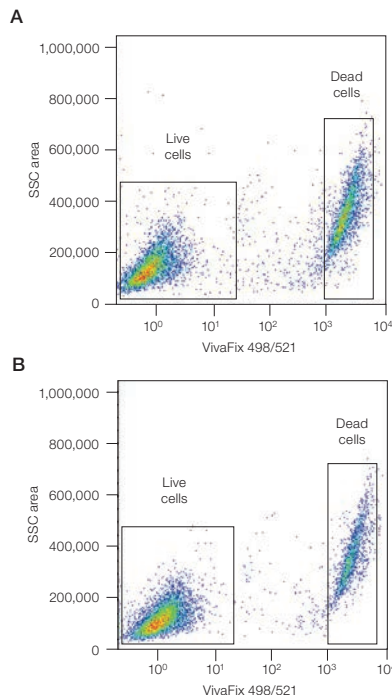 A
1,000,000
800,000
600,000
400,000
200,000
0
SSC area
Live
cells
Dead
cells
10⁰
10¹
10²
10³
10⁴
VivaFix 498/521
B
1,000,000
800,000
600,000
400,000
200,000
0
SSC area
Live
cells
Dead
cells
10⁰
10¹
10²
10³
VivaFix 498/521